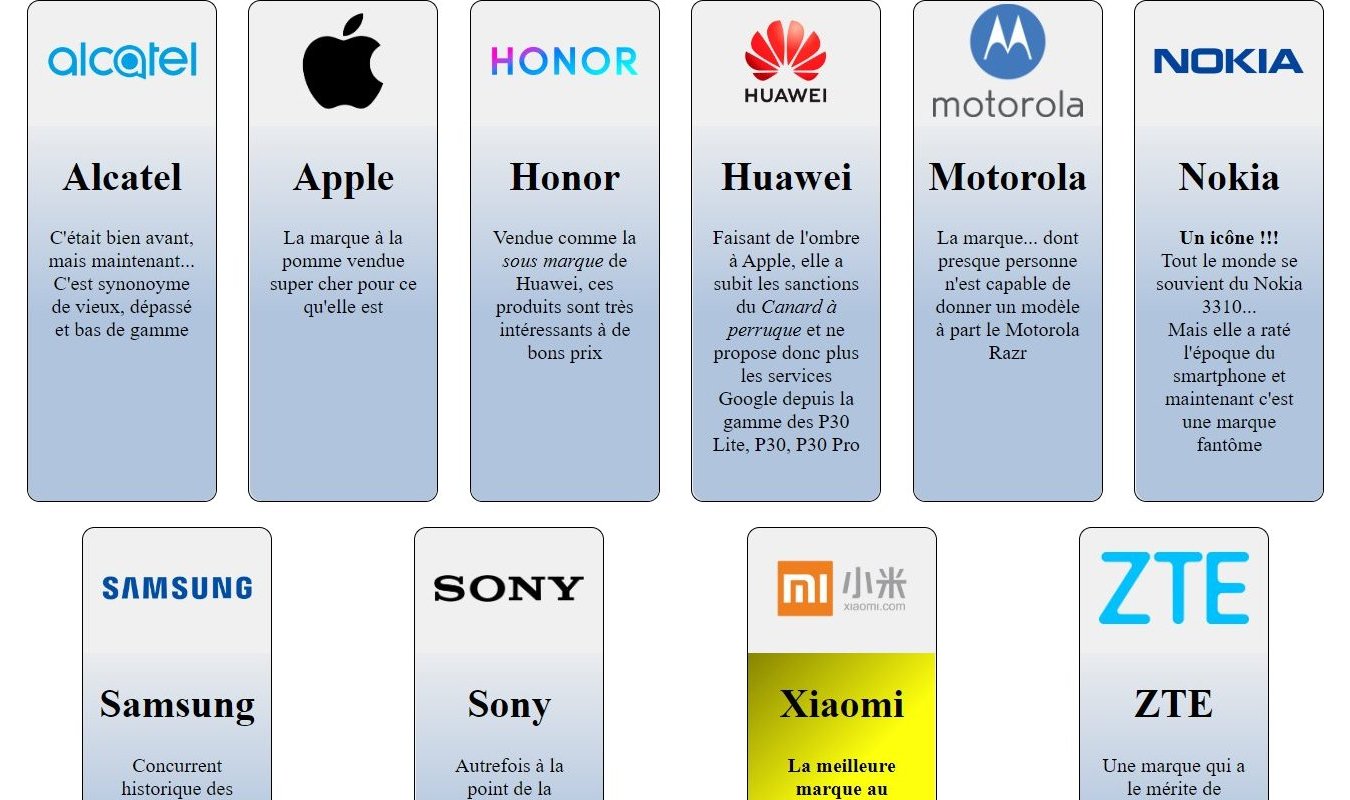 alcatel
Alcatel
C'était bien avant,
mais maintenant...
C'est synonoyme
de vieux, dépassé
et bas de gamme
Apple
La marque à la
pomme vendue
super cher pour ce
qu'elle est
HONOR
Honor
Vendue comme la
sous marque de
Huawei, ces
produits sont très
intéressants à de
bons prix
HUAWEI
Huawei
Faisant de l'ombre
à Apple, elle a
subit les sanctions
du Canard à
perruque et ne
propose donc plus
les services
Google depuis la
gamme des P30
Lite, P30, P30 Pro
motorola
Motorola
La marque... dont
presque personne
n'est capable de
donner un modèle
à part le Motorola
Razr
NOKIA
Nokia
Un icône !!!
Tout le monde se
souvient du Nokia
3310...
Mais elle a raté
l'époque du
smartphone et
maintenant c'est
une marque
fantôme
SAMSUNG
Samsung
Concurrent
historique des
SONY
Sony
Autrefois à la
point de la
mi 小米
xiaomi.com
Xiaomi
La meilleure
marque au
ZTE
ZTE
Une marque qui a
le mérite de